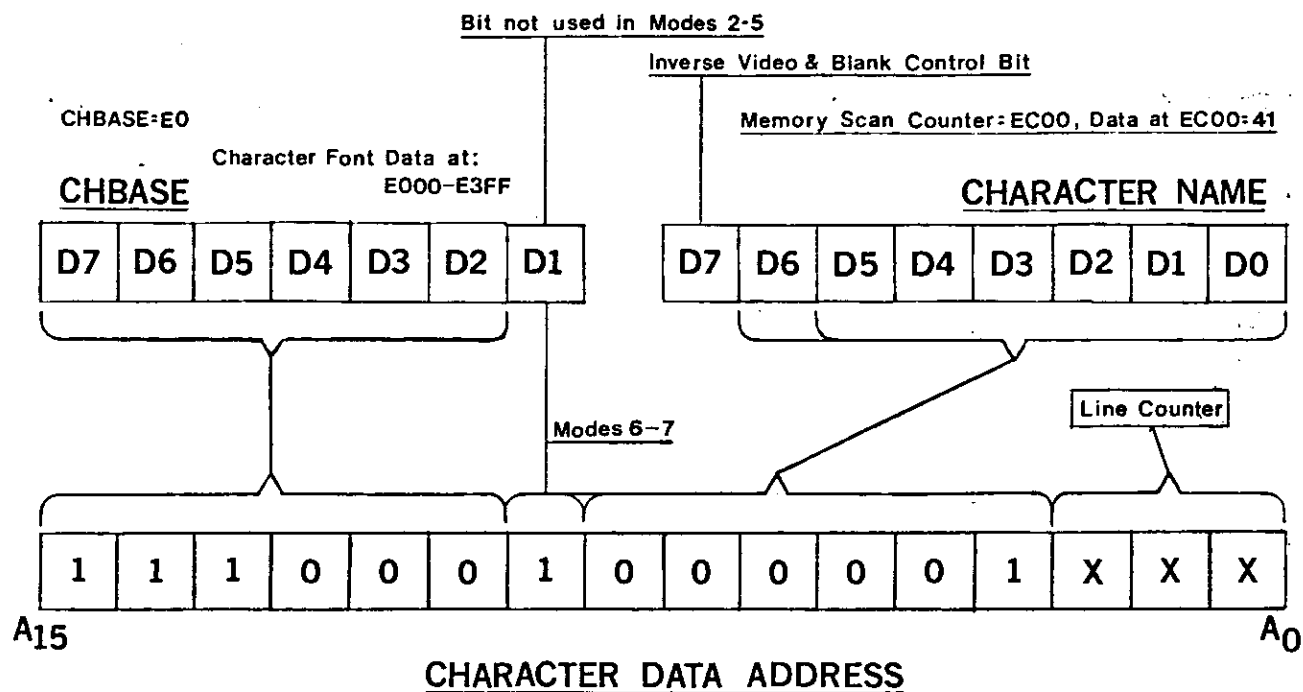 Bit not used in Modes 2-5
Inverse Video & Blank Control Bit
CHBASE=E0
Memory Scan Counter=EC00, Data at EC00=41
Character Font Data at:
E000-E3FF
CHBASE
CHARACTER NAME
D7 D6 D5 D4 D3 D2 D1
D7 D6 D5 D4 D3 D2 D1 D0
Line Counter
Modes 6-7
1 1 1 0 0 0 1 0 0 0 0 0 1 X X X
A15
A0
CHARACTER DATA ADDRESS